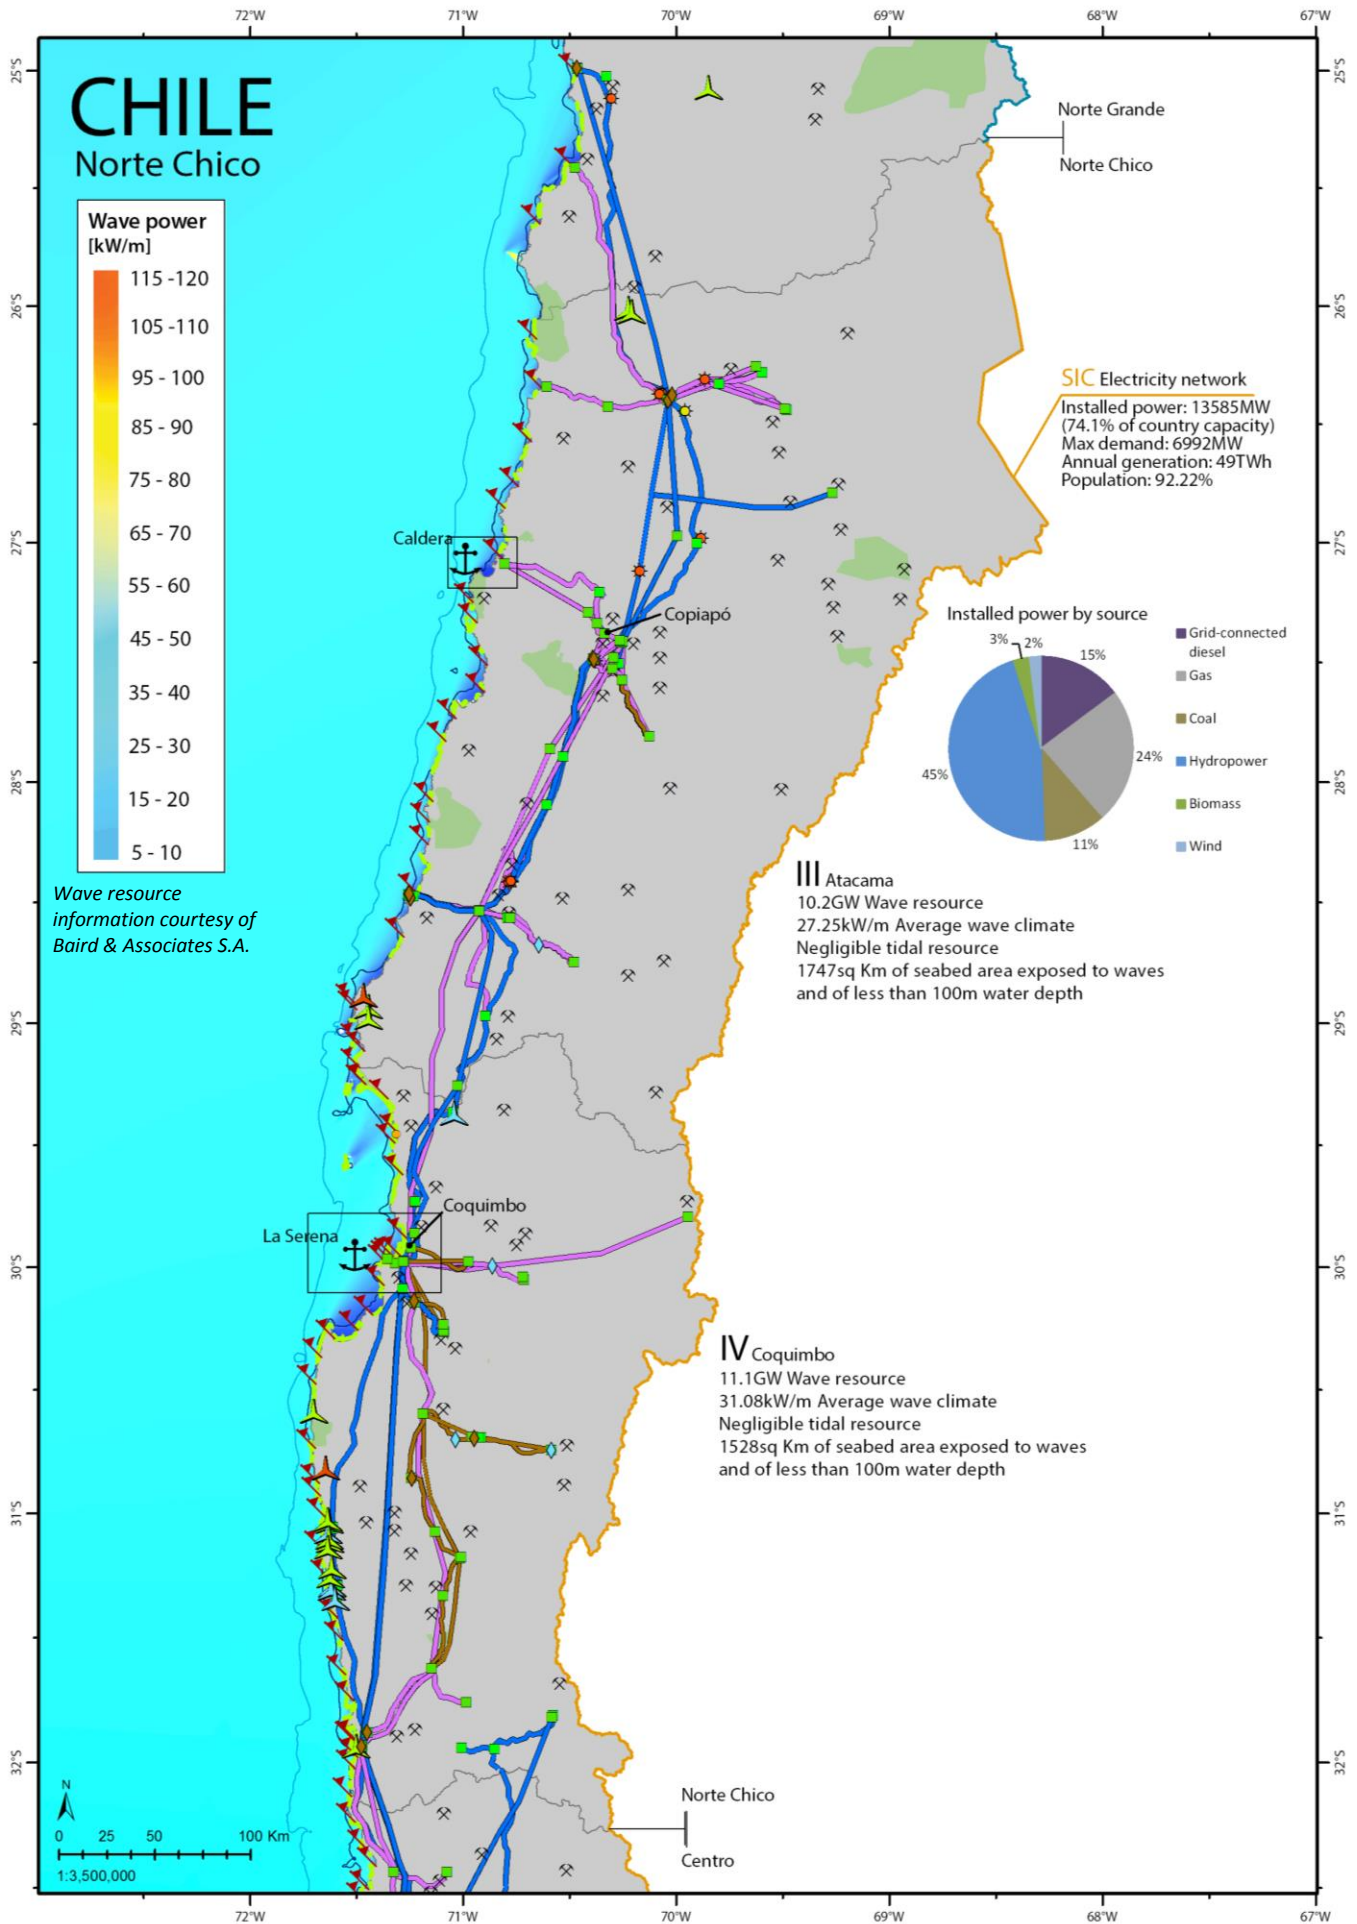 72°W
71°W
70°W
69°W
68°W
67°W
25°S
25°S
CHILE
Norte Chico
Norte Grande
Norte Chico
Wave power
[kW/m]
115 -120
105 -110
95 - 100
85 - 90
75 - 80
65 - 70
55 - 60
45 - 50
35 - 40
25 - 30
15 - 20
5 - 10
Wave resource
information courtesy of
Baird & Associates S.A.
26°S
26°S
SIC Electricity network
Installed power: 13585MW
(74.1% of country capacity)
Max demand: 6992MW
Annual generation: 49TWh
Population: 92.22%
27°S
27°S
Caldera
Copiapó
Installed power by source
3%
2%
15%
24%
11%
45%
Grid-connected
diesel
Gas
Coal
Hydropower
Biomass
Wind
28°S
28°S
III Atacama
10.2GW Wave resource
27.25kW/m Average wave climate
Negligible tidal resource
1747sq Km of seabed area exposed to waves
and of less than 100m water depth
29°S
29°S
Coquimbo
La Serena
30°S
30°S
IV Coquimbo
11.1GW Wave resource
31.08kW/m Average wave climate
Negligible tidal resource
1528sq Km of seabed area exposed to waves
and of less than 100m water depth
31°S
31°S
32°S
32°S
Norte Chico
Centro
N
0 25 50 100 Km
1:3,500,000
72°W
71°W
70°W
69°W
68°W
67°W